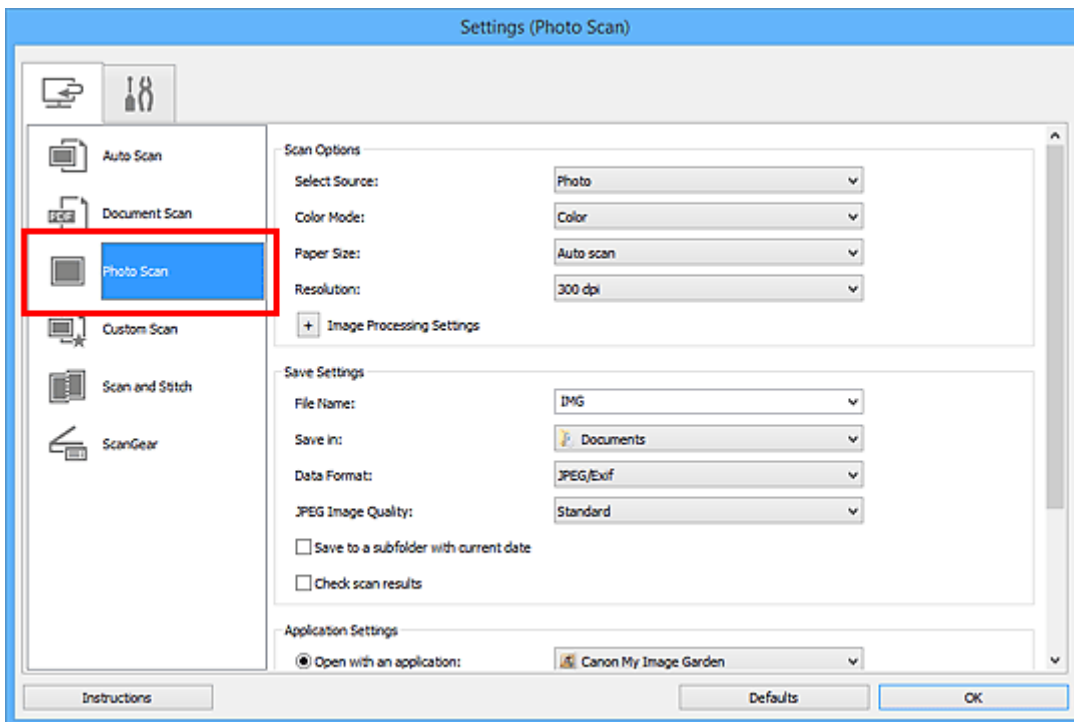 Settings (Photo Scan)
Auto Scan
PDF
Document Scan
Photo Scan
Custom Scan
Scan and Stitch
ScanGear
Scan Options
Select Source: Photo
Color Mode: Color
Paper Size: Auto scan
Resolution: 300 dpi
+ Image Processing Settings
Save Settings
File Name: IMG
Save in: Documents
Data Format: JPEG/Exif
JPEG Image Quality: Standard
Save to a subfolder with current date
Check scan results
Application Settings
Open with an application: Canon My Image Garden
Instructions Defaults OK